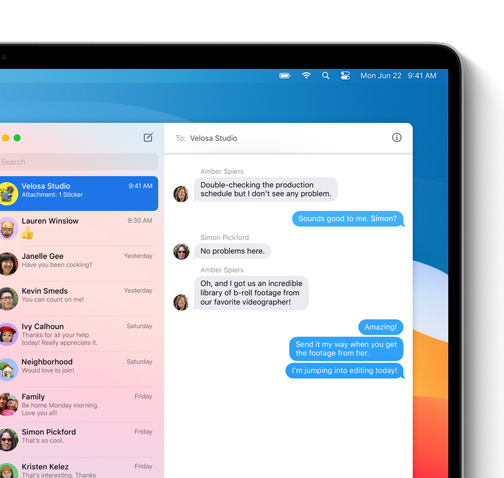 Mon Jun 22 9:41 AM
Search
Velosa Studio 9:41 AM
Attachment: 1 Sticker
Lauren Winslow 9:30 AM
👍
Janelle Gee Yesterday
Have you been cooking?
Kevin Smeds Yesterday
You can count on me!
Ivy Calhoun Saturday
Thanks for all your help
today! Really appreciate it.
Neighborhood Saturday
Would love to join!
Family Friday
Be home Monday morning.
Love you all!
Simon Pickford Friday
That's so cool.
Kristen Kelez Friday
That's interesting. Thanks
To: Velosa Studio
Amber Spiers
Double-checking the production
schedule but I don't see any problem.
Sounds good to me. Simon?
Simon Pickford
No problems here.
Amber Spiers
Oh, and I got us an incredible
library of b-roll footage from
our favorite videographer!
Amazing!
Send it my way when you get
the footage from her.
I'm jumping into editing today!